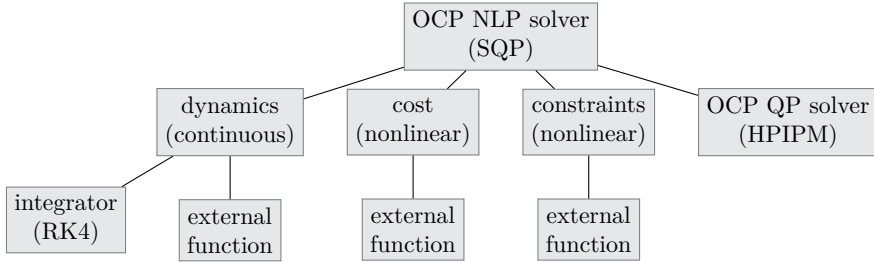 OCP NLP solver
(SQP)
dynamics
(continuous)
cost
(nonlinear)
constraints
(nonlinear)
OCP QP solver
(HPIPM)
integrator
(RK4)
external
function
external
function
external
function